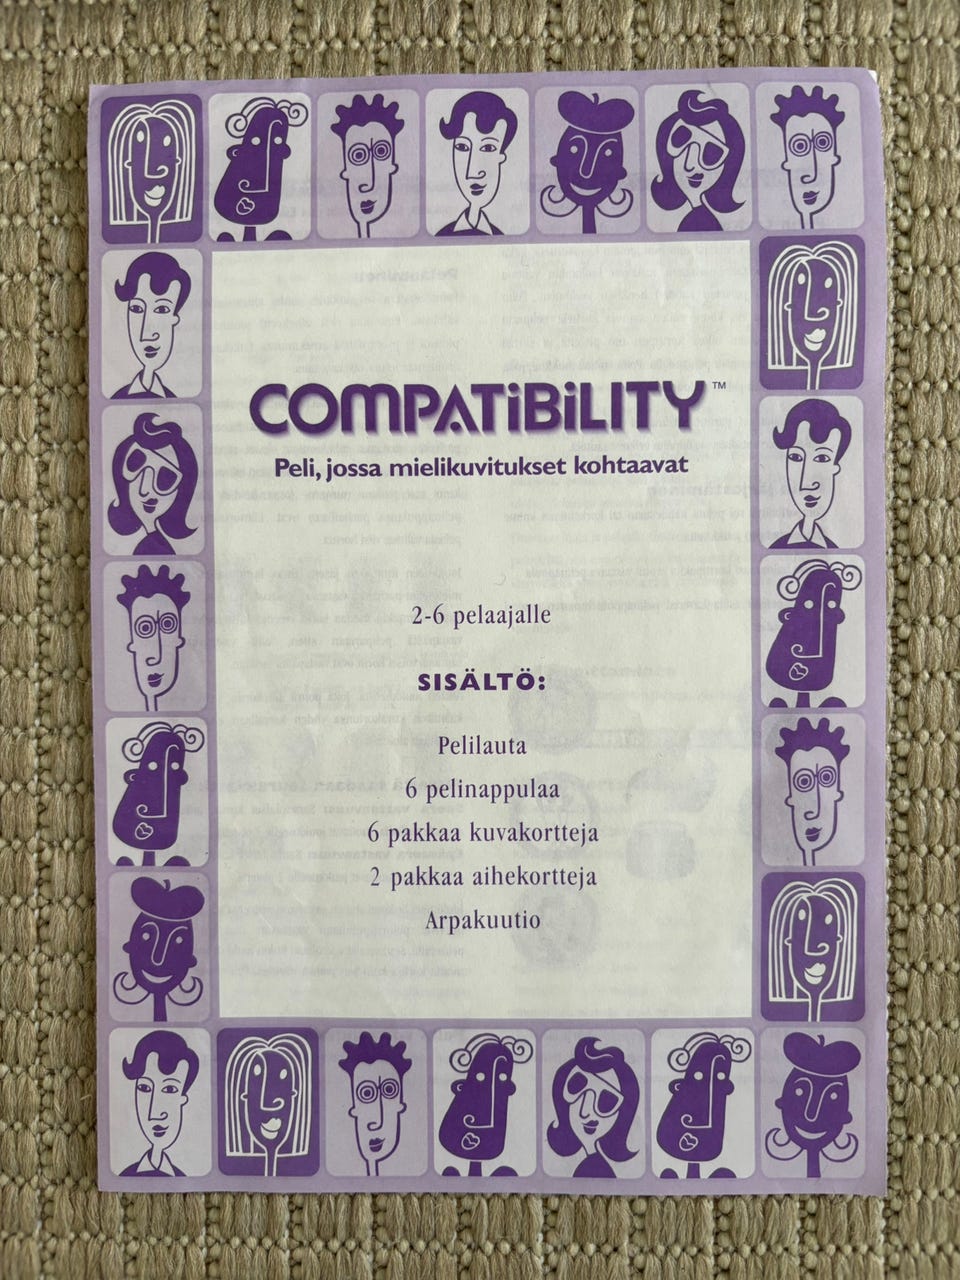 COMPATiBiLITY™
Peli, jossa mielikuvitukset kohtaavat
2-6 pelaajalle
SISÄLTÖ:
Pelilauta
6 pelinappulaa
6 pakkaa kuvakortteja
2 pakkaa aihekortteja
Arpakuutio